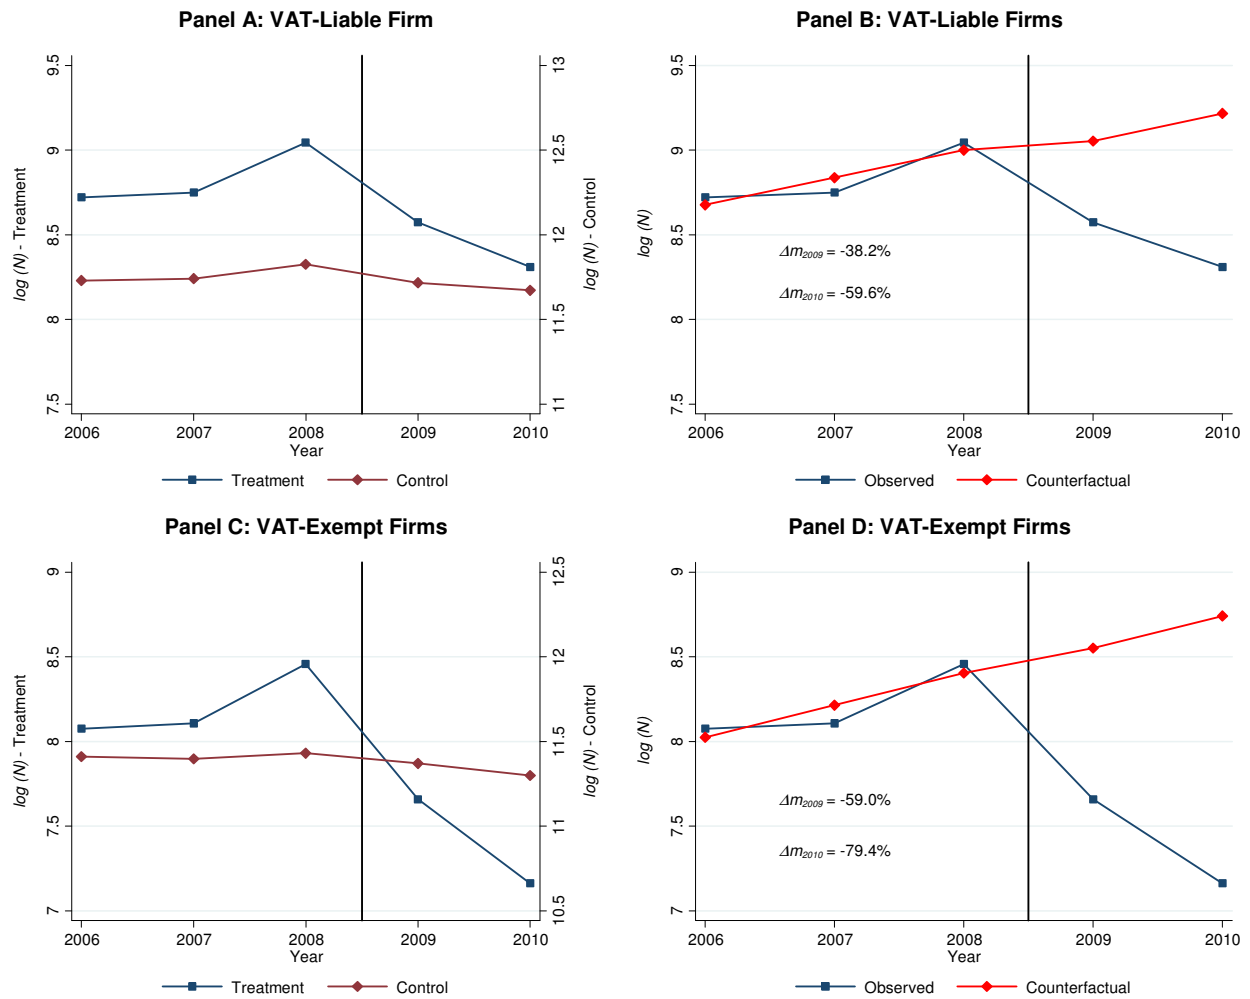 Panel A: VAT-Liable Firm
9.5
9
8.5
8
7.5
log (N) - Treatment
13
12.5
12
11.5
11
log (N) - Control
2006 2007 2008 2009 2010
Year
Treatment Control
Panel B: VAT-Liable Firms
9.5
9
8.5
8
7.5
log (N)
Δm2009 = -38.2%
Δm2010 = -59.6%
2006 2007 2008 2009 2010
Year
Observed Counterfactual
Panel C: VAT-Exempt Firms
9
8.5
8
7.5
7
log (N) - Treatment
12.5
12
11.5
11
10.5
log (N) - Control
2006 2007 2008 2009 2010
Year
Treatment Control
Panel D: VAT-Exempt Firms
9
8.5
8
7.5
7
log (N)
Δm2009 = -59.0%
Δm2010 = -79.4%
2006 2007 2008 2009 2010
Year
Observed Counterfactual